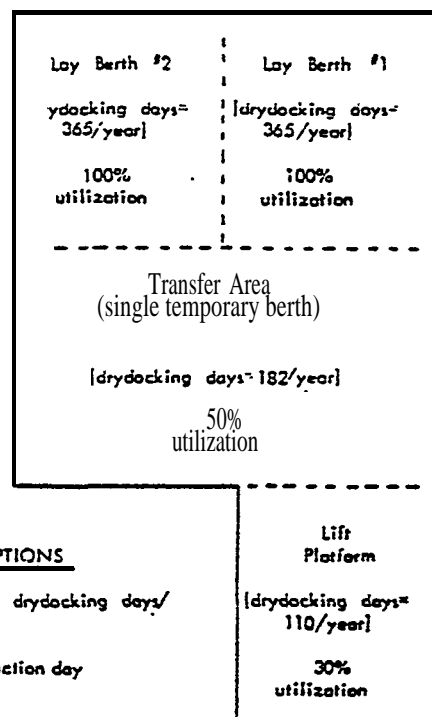 Lay Berth #2
ydocking days=
365/year]
100%
utilization
Lay Berth #1
[drydocking days=
365/year]
100%
utilization
Transfer Area
(single temporary berth)
[drydocking days=182/year]
50%
utilization
PTIONS
drydocking days/
ction day
Lift
Platform
[drydocking days=
110/year]
30%
utilization